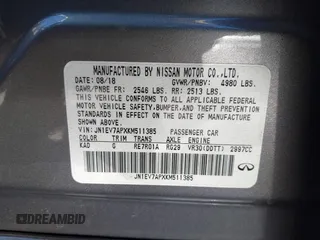 MANUFACTURED BY NISSAN MOTOR CO.,LTD.
DATE: 08/18 GVWR/PNBV: 4980 LBS.
GAWR/PNBE FR: 2546 LBS. RR: 2513 LBS.
THIS VEHICLE CONFORMS TO ALL APPLICABLE FEDERAL
MOTOR VEHICLE SAFETY, BUMPER, AND THEFT PREVENTION
STANDARDS IN EFFECT ON THE DATE OF MANUFACTURE
SHOWN ABOVE.
V.I.N: JN1EV7APXKM511385 PASSENGER CAR
COLOR TRIM TRANS AXLE ENGINE
KAD G RE7R01A RG29 VR30(DDTT) 2997CC
JN1EV7APXKM511385
INFINITI
©DREAMBID